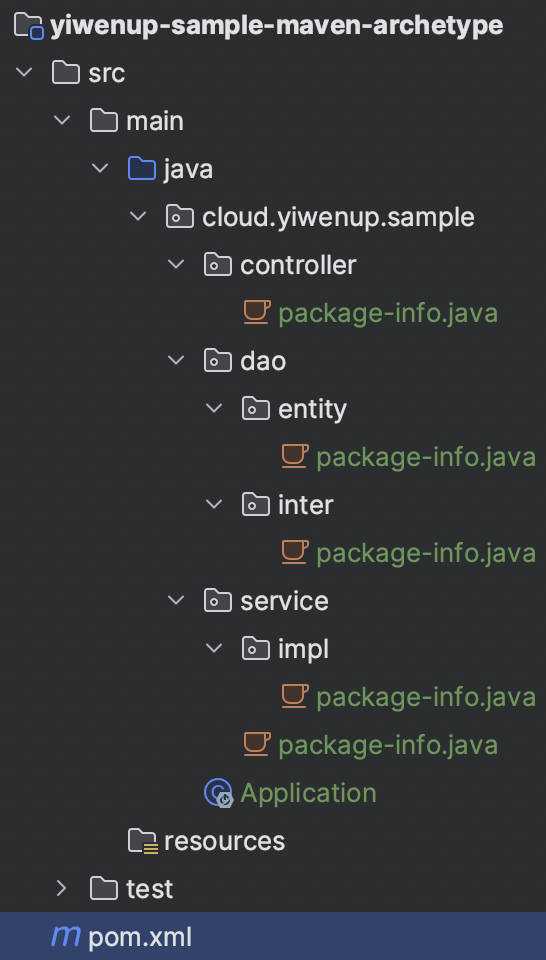 yiwenup-sample-maven-archetype
src
main
java
cloud.yiwenup.sample
controller
package-info.java
dao
entity
package-info.java
inter
package-info.java
service
impl
package-info.java
package-info.java
Application
resources
test
pom.xml